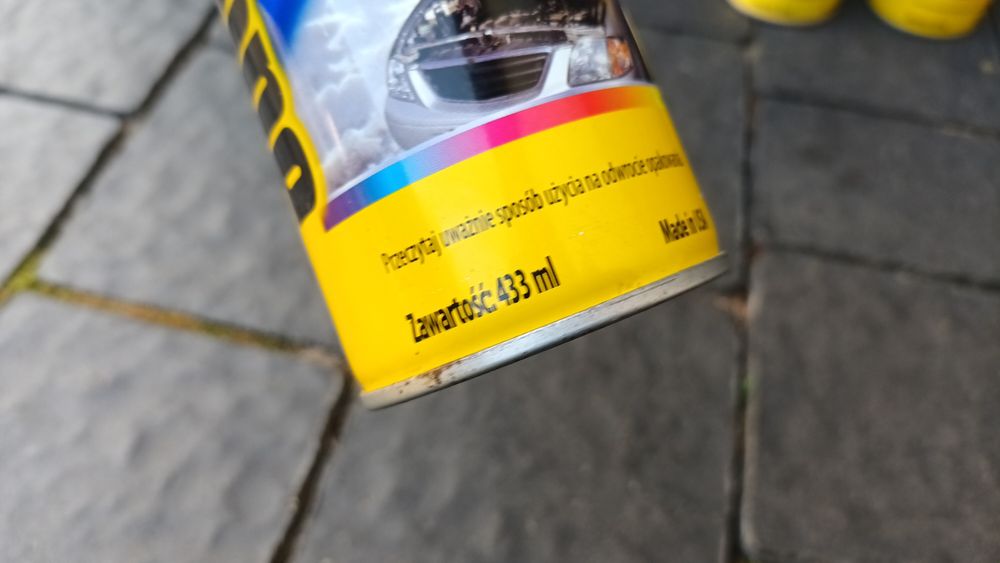 Przeczytaj uważnie sposób użycia na odwrocie opakowania
Made in USA
Zawartość: 433 ml